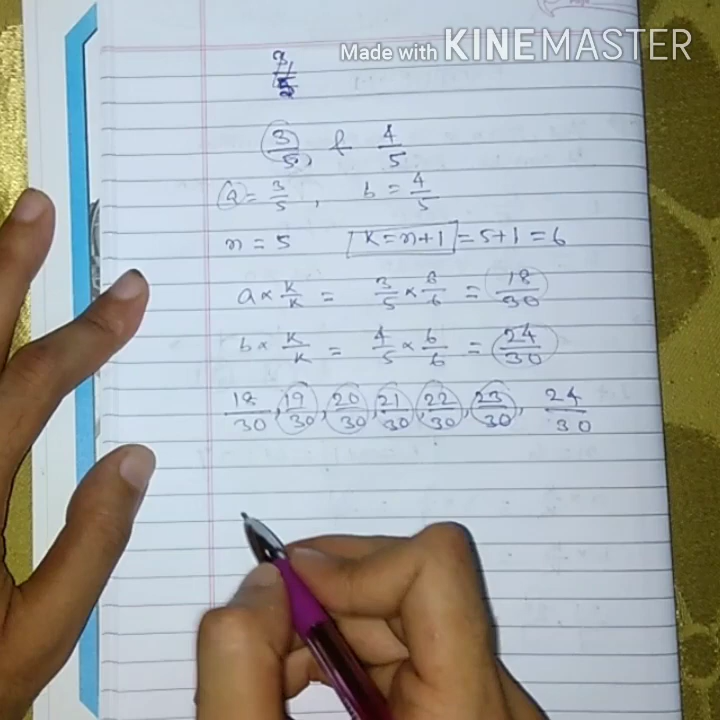 Made with KINEMASTER
3/5, & 4/5
a = 3/5, b = 4/5
n = 5 K = n+1 = 5+1 = 6
a × K/K = 3/5 × 6/6 = 18/30
b × K/K = 4/5 × 6/6 = 24/30
18/30, 19/30, 20/30, 21/30, 22/30, 23/30, 24/30